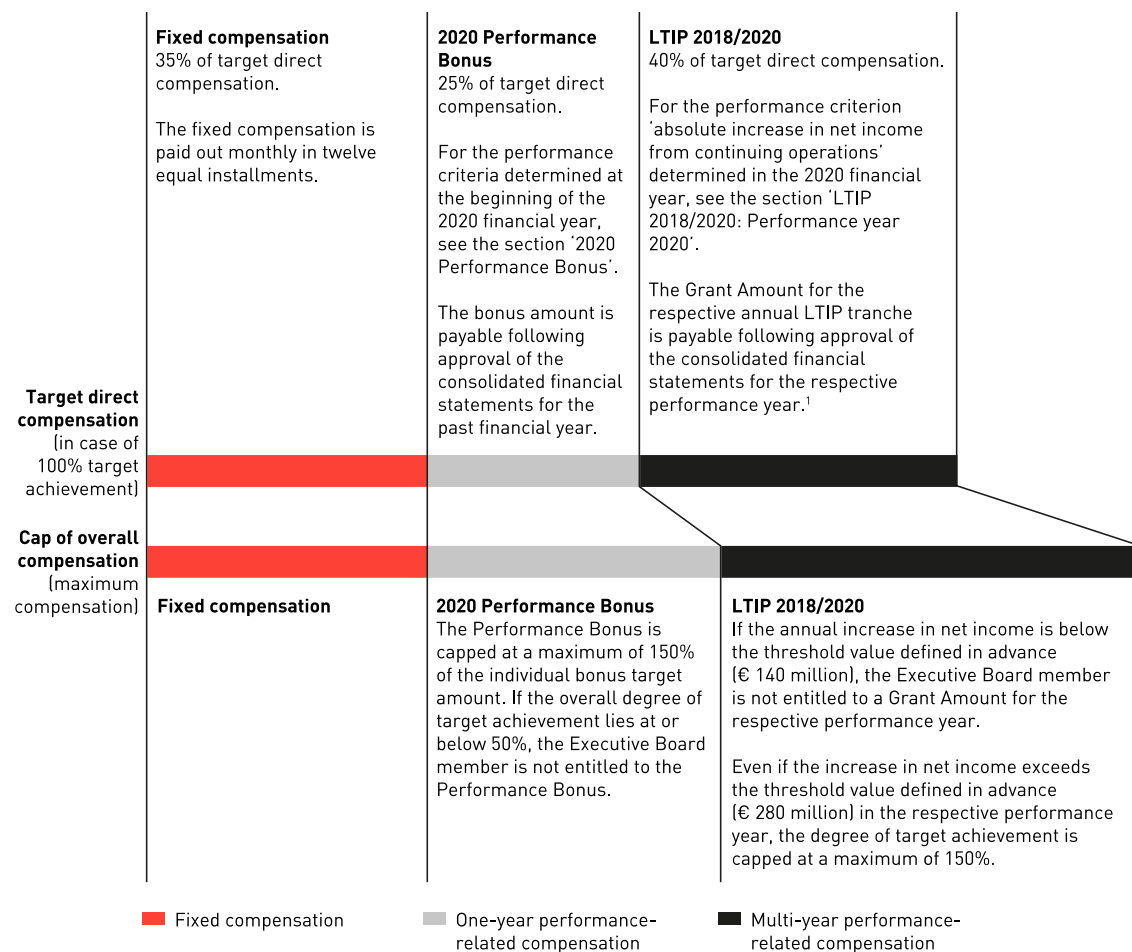 Fixed compensation
35% of target direct
compensation.
The fixed compensation is
paid out monthly in twelve
equal installments.
2020 Performance
Bonus
25% of target direct
compensation.
For the performance
criteria determined at
the beginning of the
2020 financial year,
see the section ‘2020
Performance Bonus’.
The bonus amount is
payable following
approval of the
consolidated financial
statements for the
past financial year.
LTIP 2018/2020
40% of target direct compensation.
For the performance criterion
‘absolute increase in net income
from continuing operations’
determined in the 2020 financial
year, see the section ‘LTIP
2018/2020: Performance year
2020’.
The Grant Amount for the
respective annual LTIP tranche
is payable following approval of
the consolidated financial
statements for the respective
performance year.¹
Target direct
compensation
(in case of
100% target
achievement)
Cap of overall
compensation
(maximum
compensation)
Fixed compensation
2020 Performance Bonus
The Performance Bonus is
capped at a maximum of 150%
of the individual bonus target
amount. If the overall degree of
target achievement lies at or
below 50%, the Executive Board
member is not entitled to the
Performance Bonus.
LTIP 2018/2020
If the annual increase in net income is below
the threshold value defined in advance
(€ 140 million), the Executive Board member
is not entitled to a Grant Amount for the
respective performance year.
Even if the increase in net income exceeds
the threshold value defined in advance
(€ 280 million) in the respective performance
year, the degree of target achievement is
capped at a maximum of 150%.
Fixed compensation
One-year performance-
related compensation
Multi-year performance-
related compensation